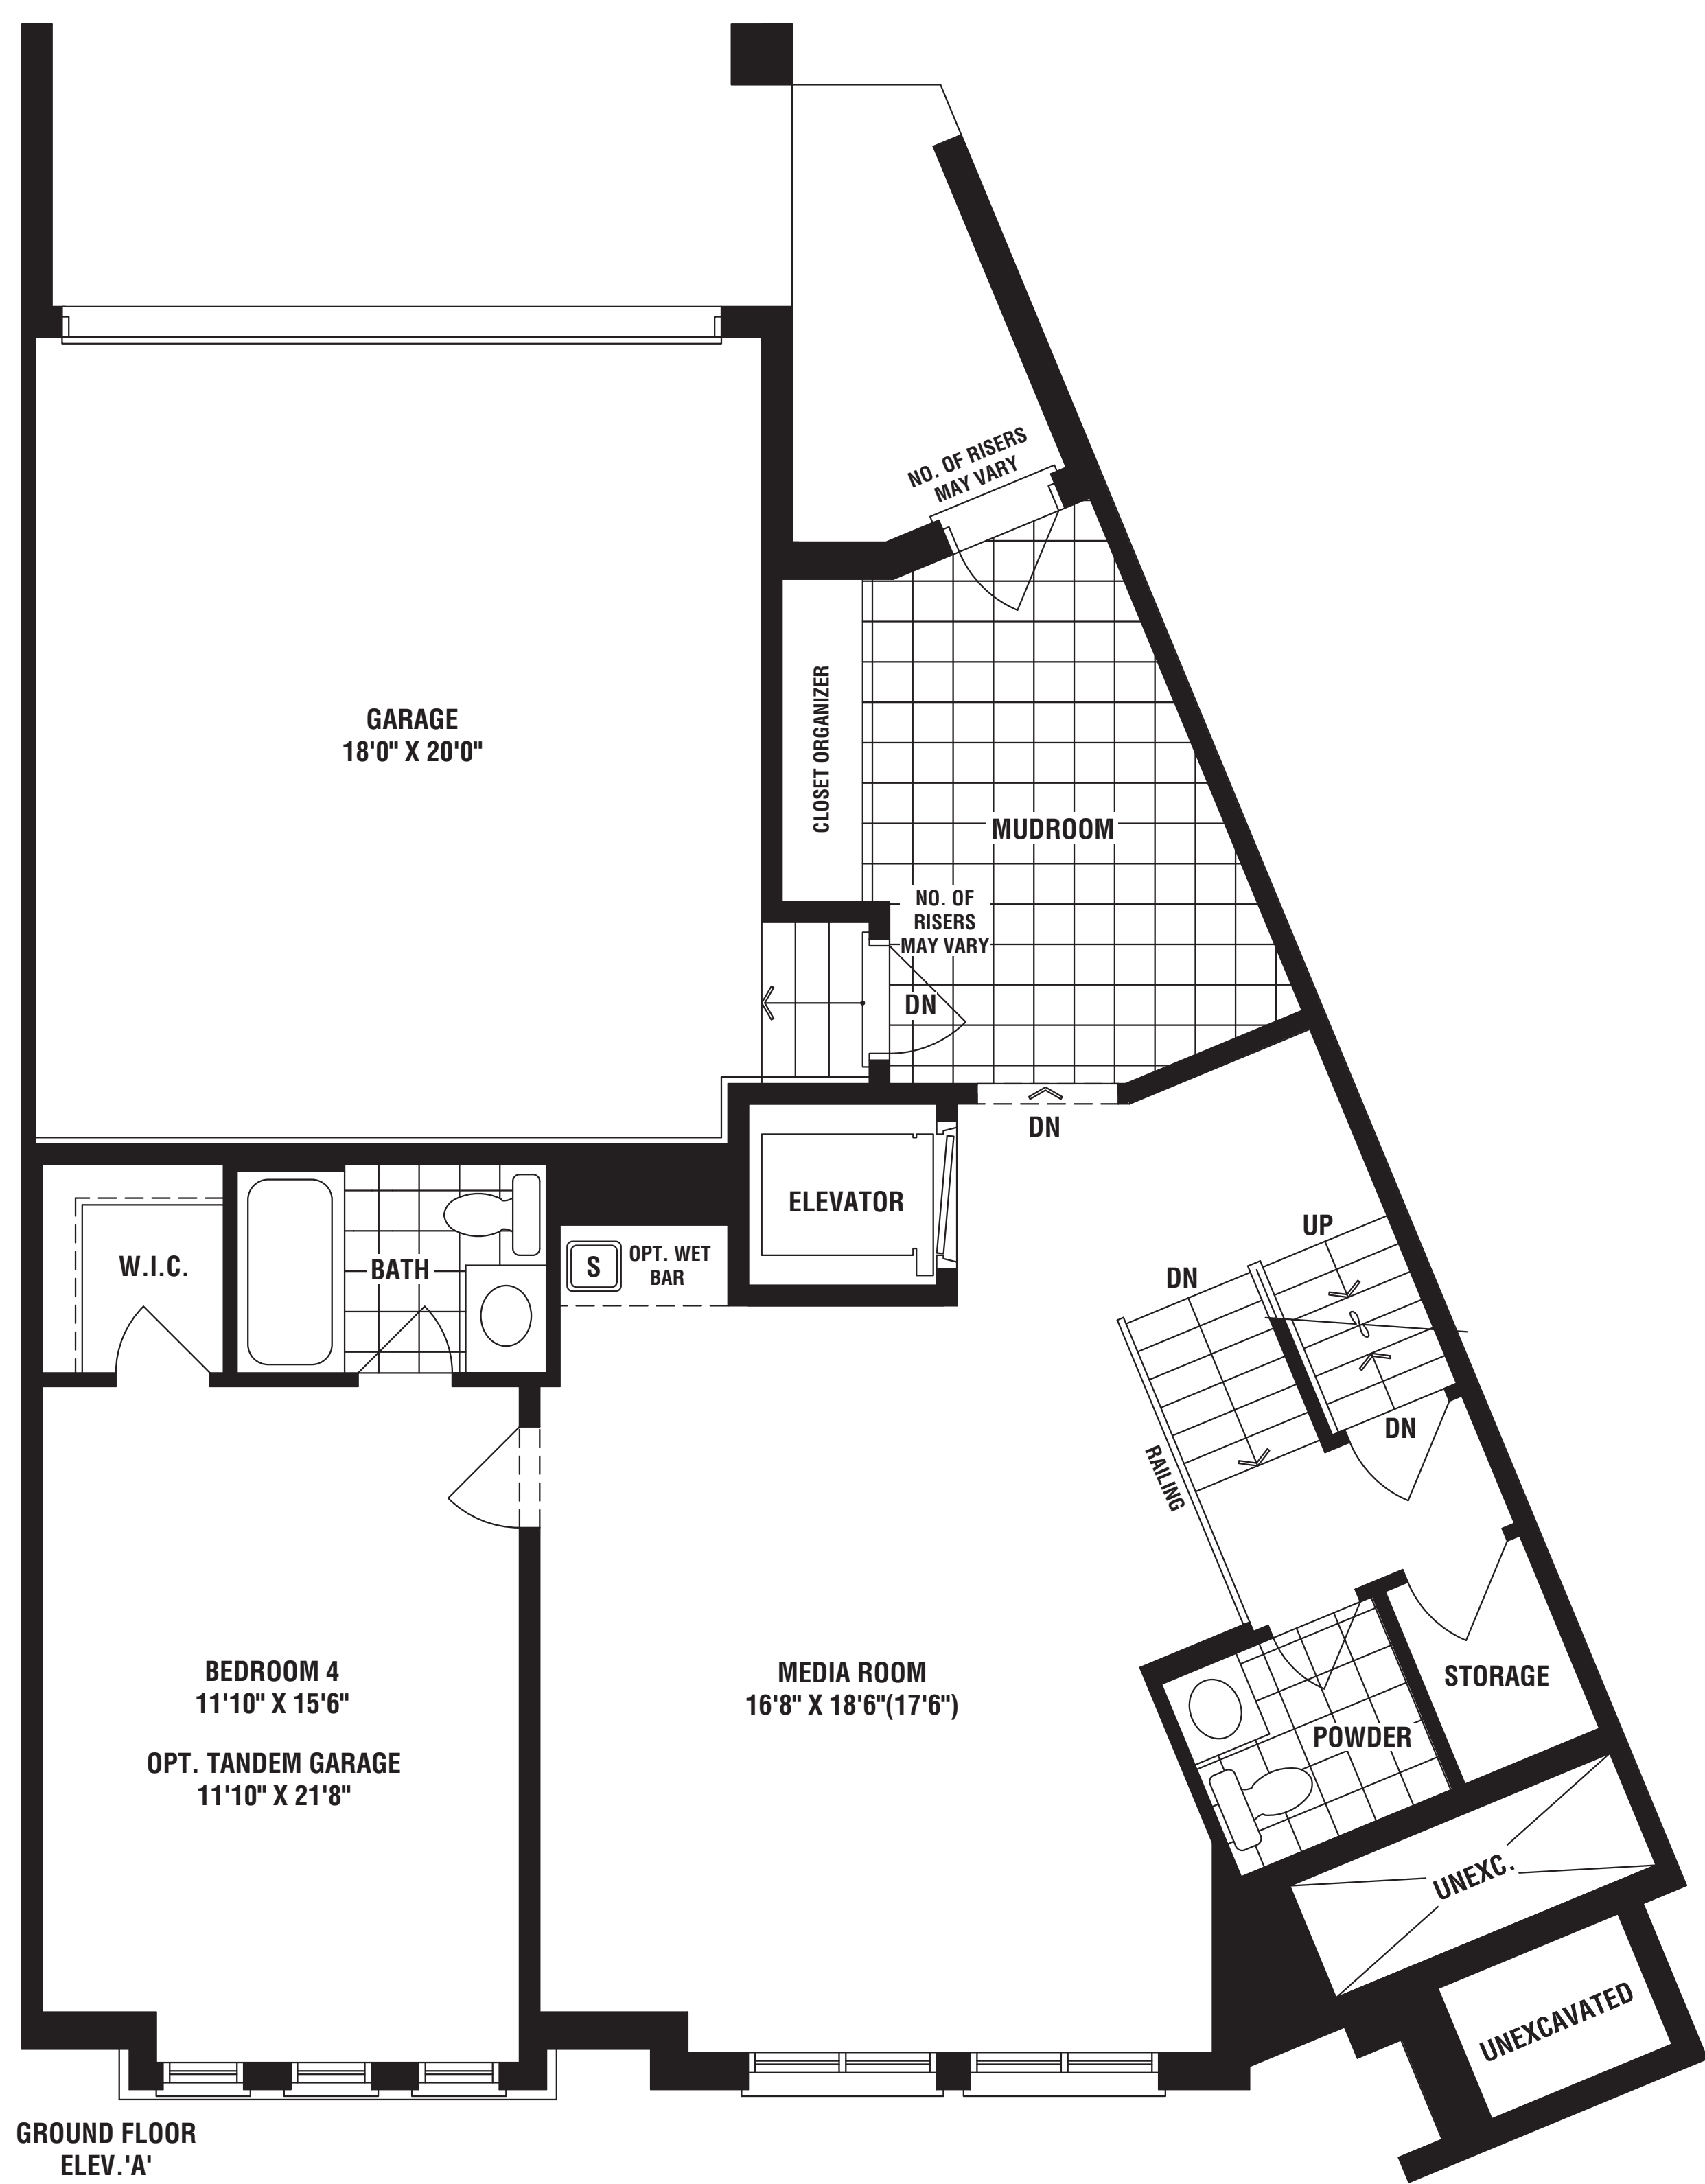 NO. OF RISERS
MAY VARY
GARAGE
18'0" X 20'0"
CLOSET ORGANIZER
MUDROOM
NO. OF
RISERS
MAY VARY
DN
DN
ELEVATOR
UP
DN
W.I.C.
BATH
S
OPT. WET
BAR
DN
RAILING
BEDROOM 4
11'10" X 15'6"
OPT. TANDEM GARAGE
11'10" X 21'8"
MEDIA ROOM
16'8" X 18'6"(17'6")
STORAGE
POWDER
UNEXC.
UNEXCAVATED
GROUND FLOOR
ELEV.'A'